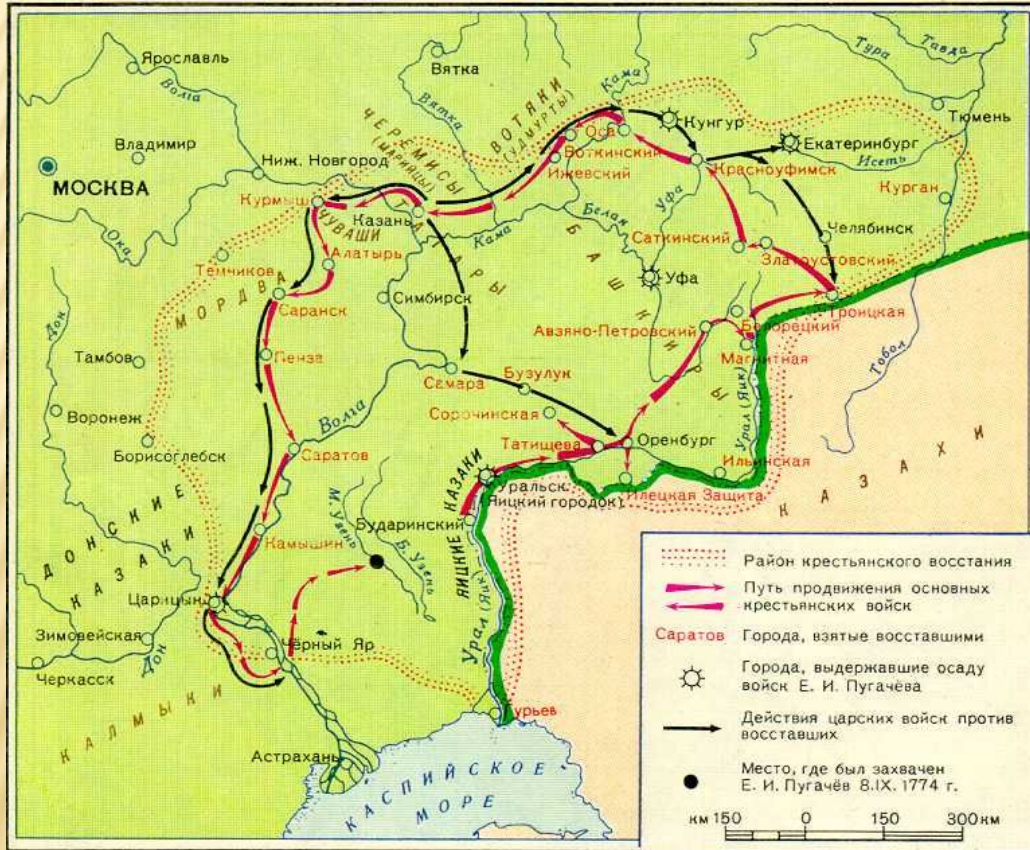 Ярославль
Волга
Вятка
Вятка
Кама
Тура
Тавда
Тюмень
Владимир
Ниж. Новгород
МОСКВА
Ока
ЧЕРЕМИСЫ
(МАРИЙЦЫ)
ВОТЯКИ
(УДМУРТЫ)
Оса
Кунгур
Воткинский
Ижевский
Екатеринбург
Исеть
Красноуфимск
Курган
Курмыш
Казань
ЧУВАШИ
ТАТАРЫ
Кама
Белая
Уфа
БАШКИРЫ
Саткинский
Златоустовский
Челябинск
Темчиков
Алатырь
МОРДВА
Саранск
Симбирск
Уфа
Троицкая
Авзяно-Петровский
Белорецкий
Магнитная
Дон
Тамбов
Пенза
Самара
Бузулук
Сорочинская
Урал (Яик)
Тобол
Воронеж
Борисоглебск
Волга
Саратов
Татищева
Оренбург
Ильинская
Илецкая Защита
КАЗАХИ
Уральск
(Яицкий городок)
ЯИЦКИЕ КАЗАКИ
Бударинский
М. Узень
Б. Узень
Урал (Яик)
ДОНСКИЕ
КАЗАКИ
Камышин
Царицын
Зимовейская
Дон
Черкасск
Чёрный Яр
КАЛМЫКИ
Гурьев
Астрахань
КАСПИЙСКОЕ
МОРЕ
Район крестьянского восстания
Путь продвижения основных
крестьянских войск
Саратов Города, взятые восставшими
Города, выдержавшие осаду
войск Е. И. Пугачёва
Действия царских войск против
восставших
Место, где был захвачен
Е. И. Пугачёв 8.IX. 1774 г.
км 150 0 150 300 км